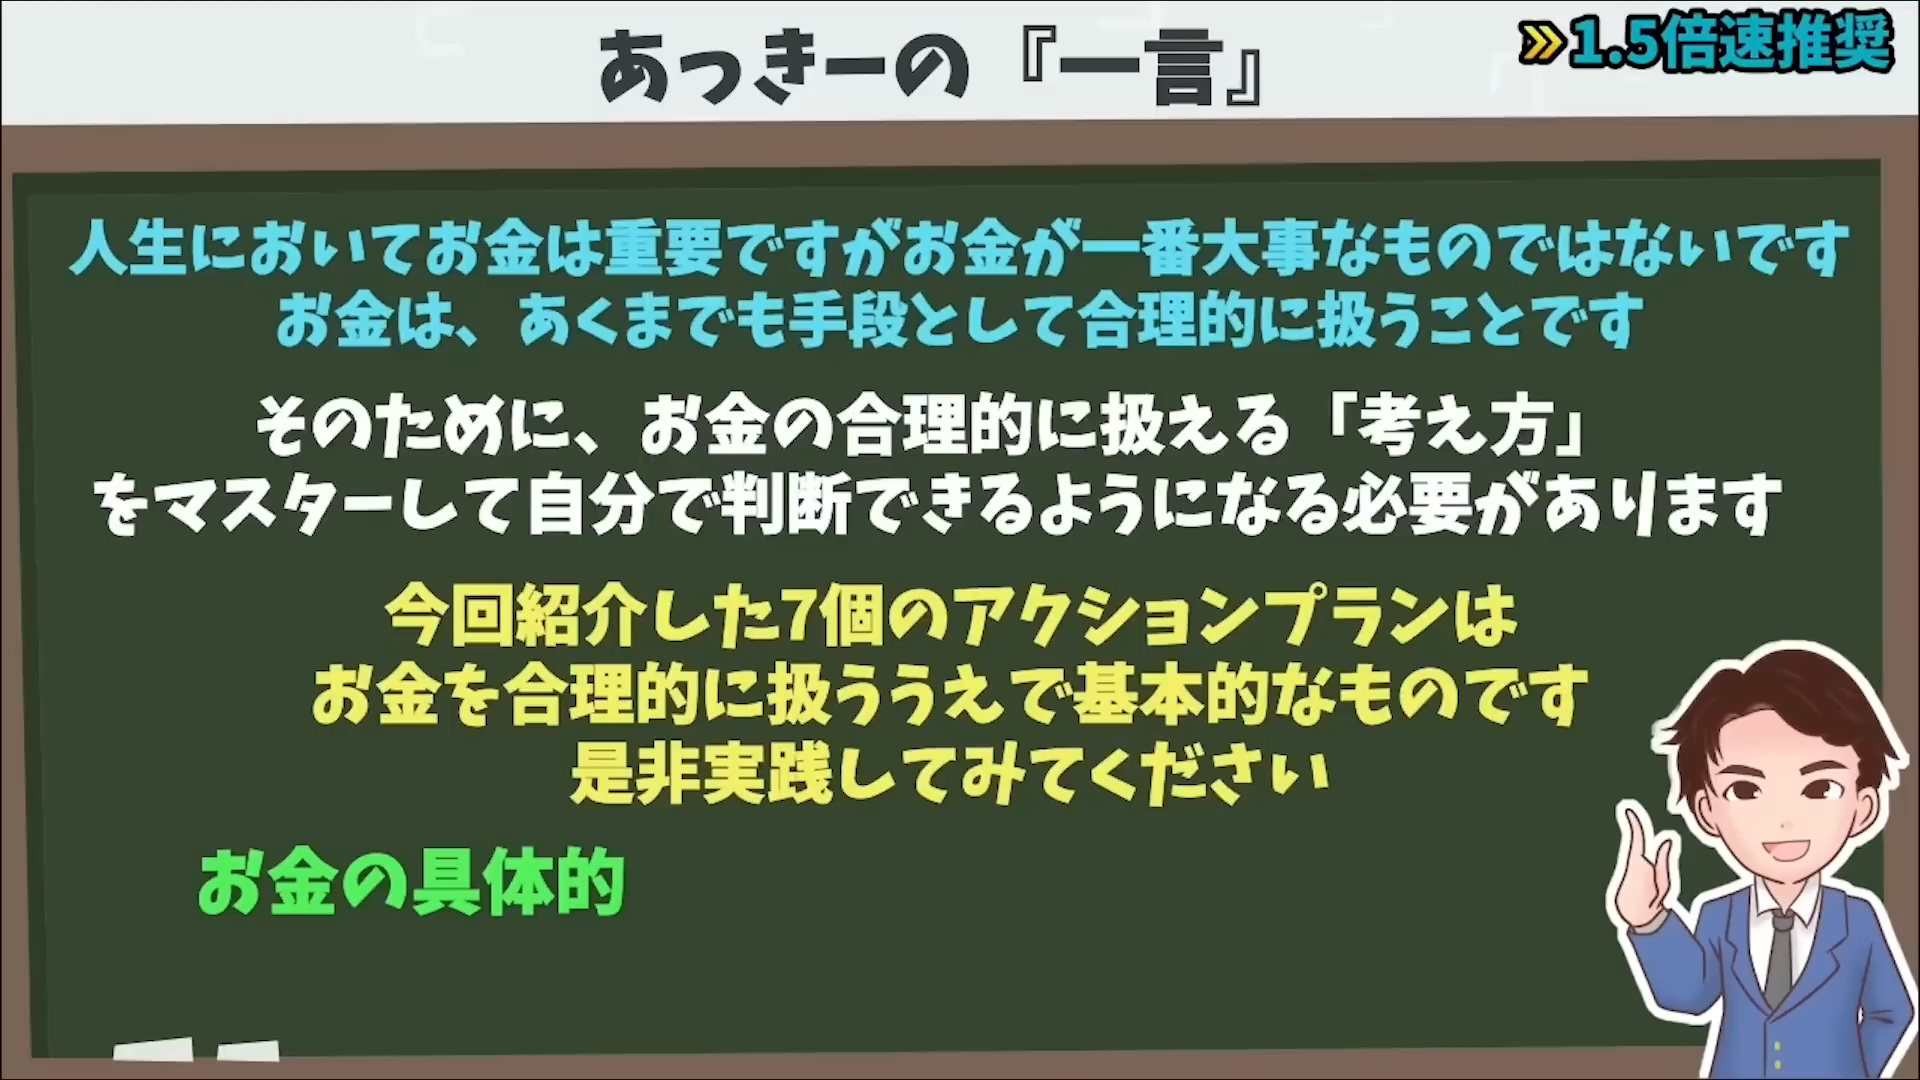 あっきーの『一言』
1.5倍速推奨
人生においてお金は重要ですがお金が一番大事なものではないです
お金は、あくまでも手段として合理的に扱うことです
そのために、お金の合理的に扱える「考え方」
をマスターして自分で判断できるようになる必要があります
今回紹介した7個のアクションプランは
お金を合理的に扱ううえで基本的なものです
是非実践してみてください
お金の具体的